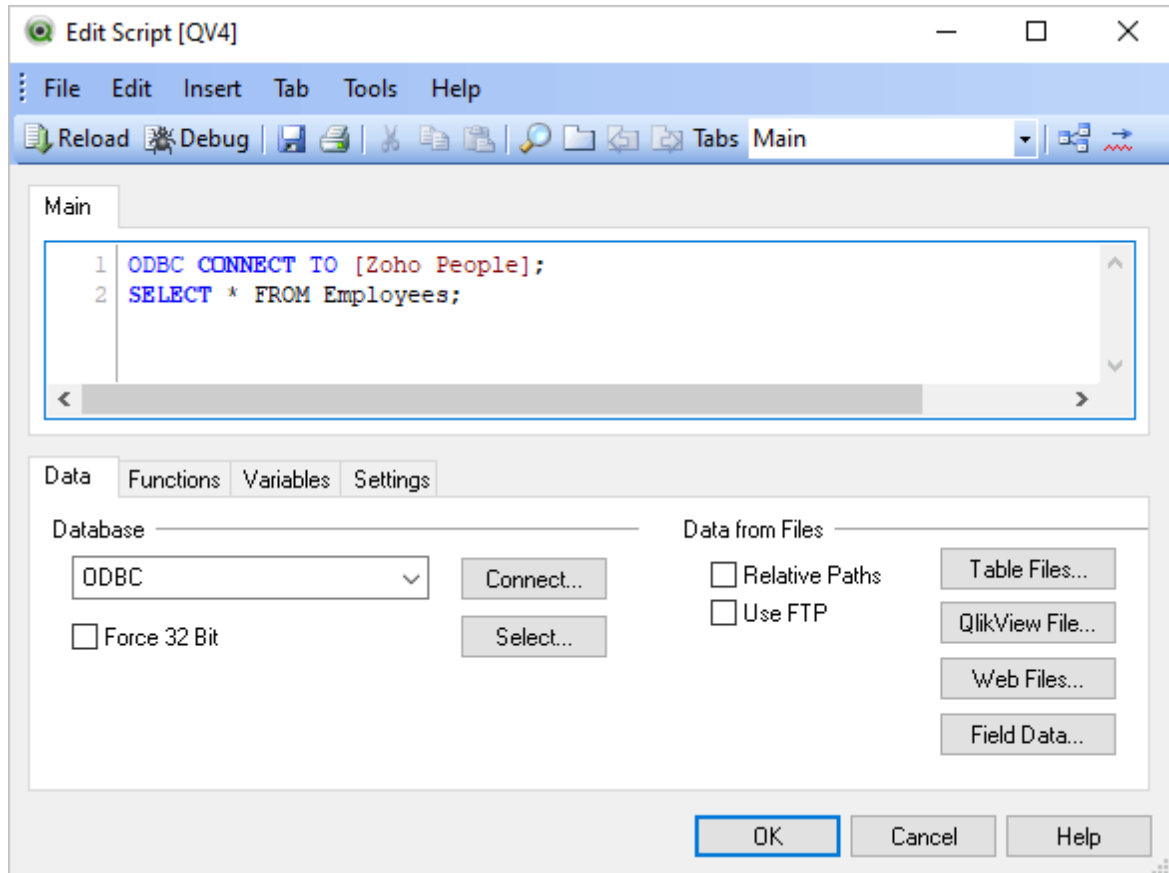 Edit Script [QV4]
File Edit Insert Tab Tools Help
Reload Debug Tabs Main
Main
1 ODBC CONNECT TO [Zoho People];
2 SELECT * FROM Employees;
Data Functions Variables Settings
Database
ODBC
Connect...
Force 32 Bit
Select...
Data from Files
Relative Paths
Use FTP
Table Files...
QlikView File...
Web Files...
Field Data...
OK Cancel Help